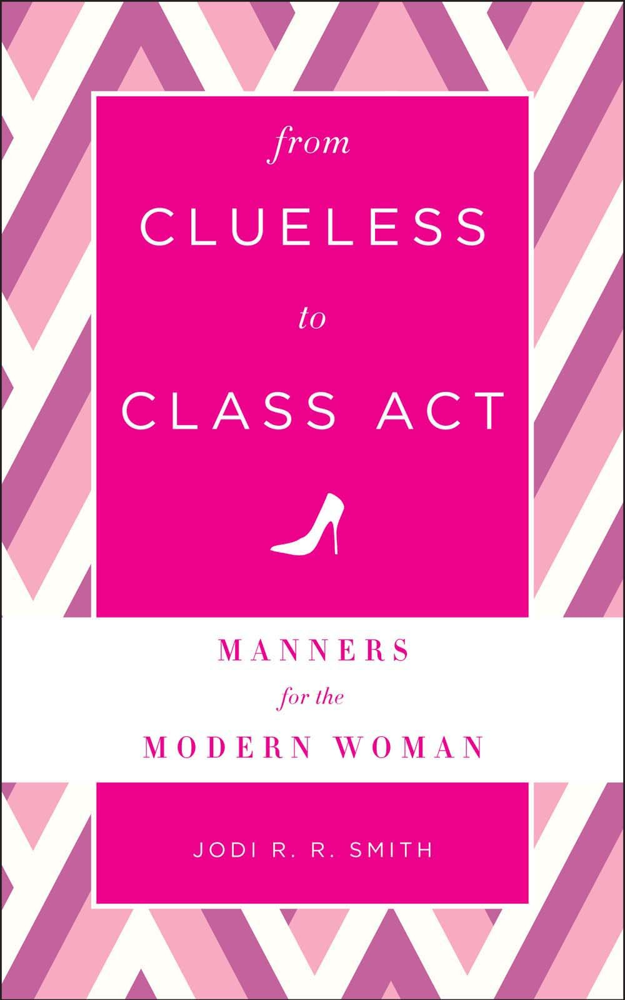 from
CLUELESS
to
CLASS ACT
MANNERS
for the
MODERN WOMAN
JODI R. R. SMITH